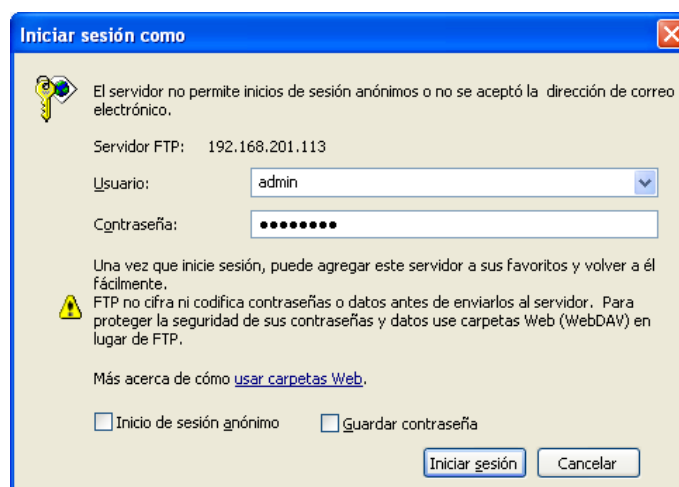 Iniciar sesión como
El servidor no permite inicios de sesión anónimos o no se aceptó la dirección de correo
electrónico.
Servidor FTP: 192.168.201.113
Usuario: admin
Contraseña: ●●●●●●●●
Una vez que inicie sesión, puede agregar este servidor a sus favoritos y volver a él
fácilmente.
FTP no cifra ni codifica contraseñas o datos antes de enviarlos al servidor. Para
proteger la seguridad de sus contraseñas y datos use carpetas Web (WebDAV) en
lugar de FTP.
Más acerca de cómo usar carpetas Web.
Inicio de sesión anónimo Guardar contraseña
Iniciar sesión Cancelar